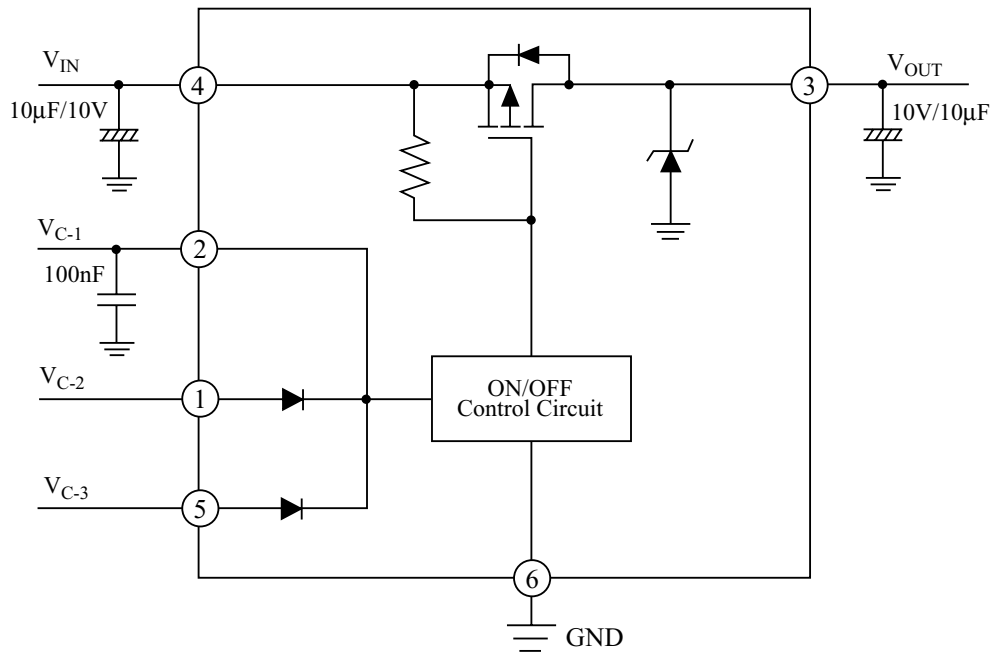 V_IN
4
3
V_OUT
10μF/10V
10V/10μF
V_C-1
2
100nF
V_C-2
1
ON/OFF
Control Circuit
V_C-3
5
6
GND